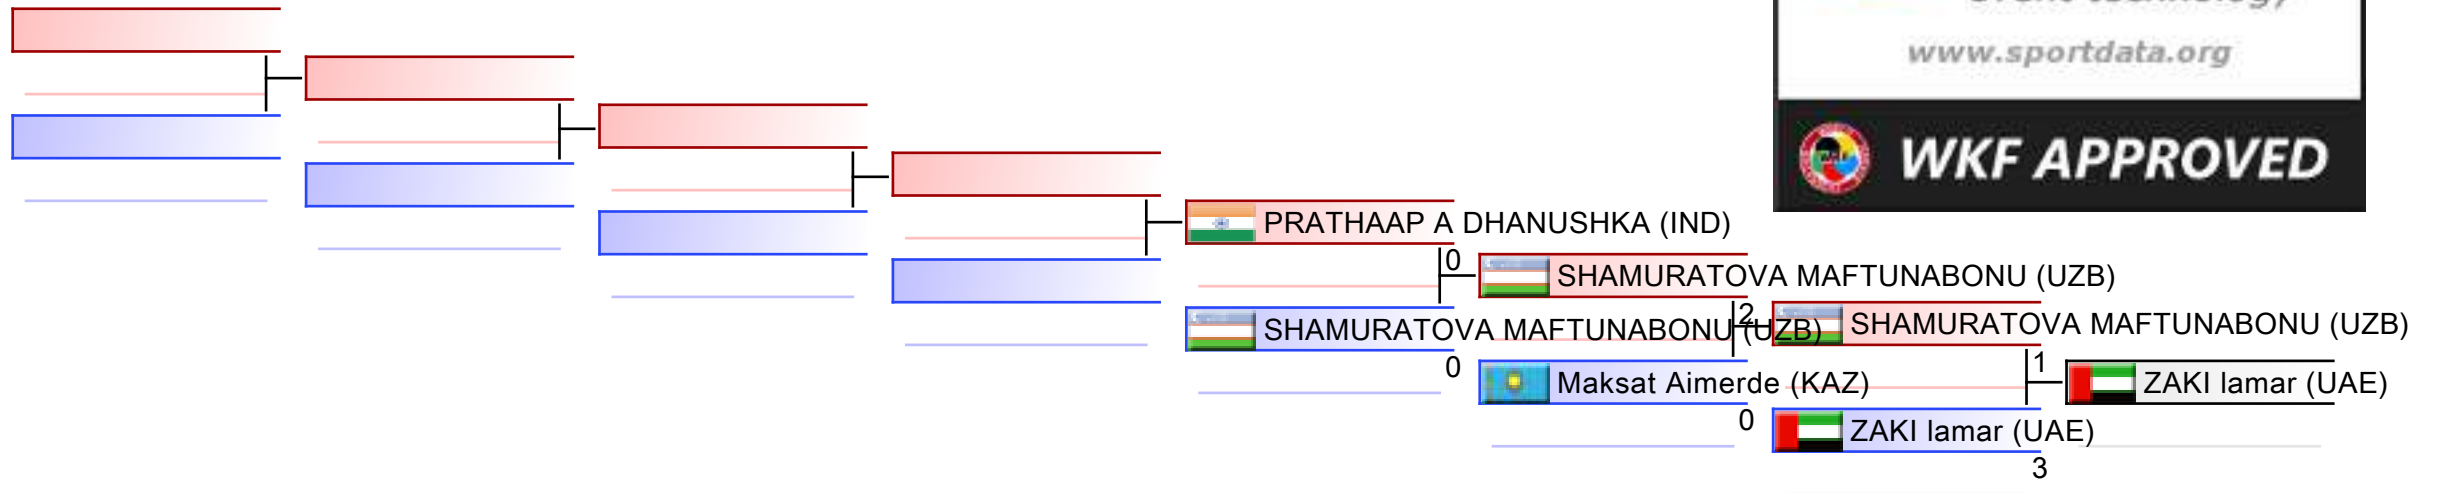 www.sportdata.org
WKF APPROVED
PRATHAAP A DHANUSHKA (IND)
0
SHAMURATOVA MAFTUNABONU (UZB)
SHAMURATOVA MAFTUNABONU (UZB)
0
2
Maksat Aimerde (KAZ)
0
SHAMURATOVA MAFTUNABONU (UZB)
1
ZAKI lamar (UAE)
3
ZAKI lamar (UAE)